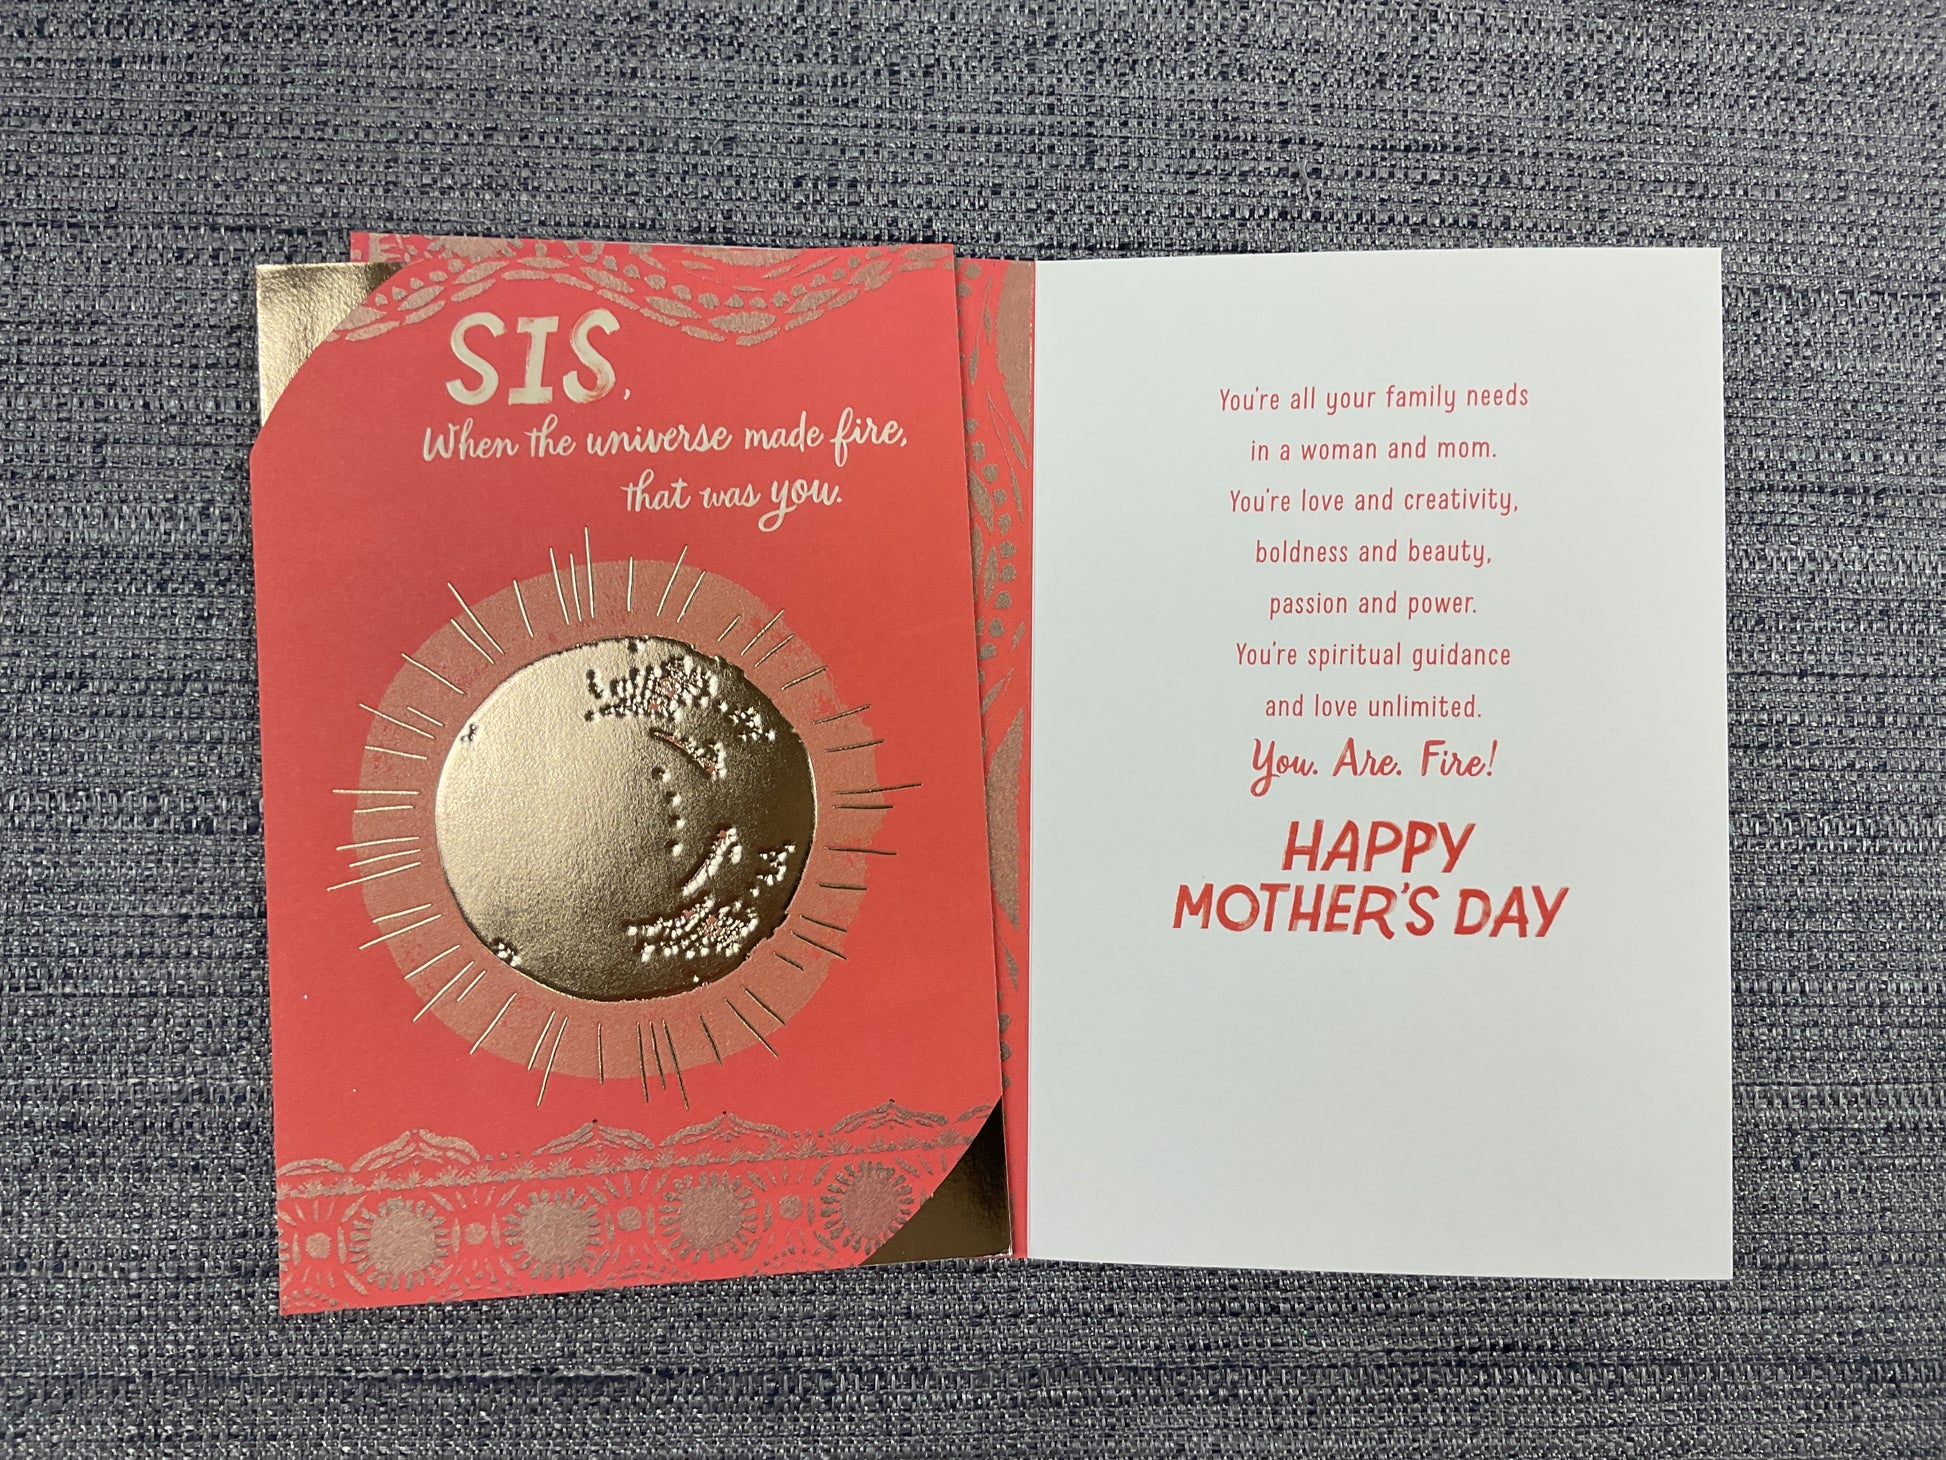 SIS,
When the universe made fire,
that was you.
You're all your family needs
in a woman and mom.
You're love and creativity,
boldness and beauty,
passion and power.
You're spiritual guidance
and love unlimited.
You. Are. Fire!
HAPPY
MOTHER'S DAY